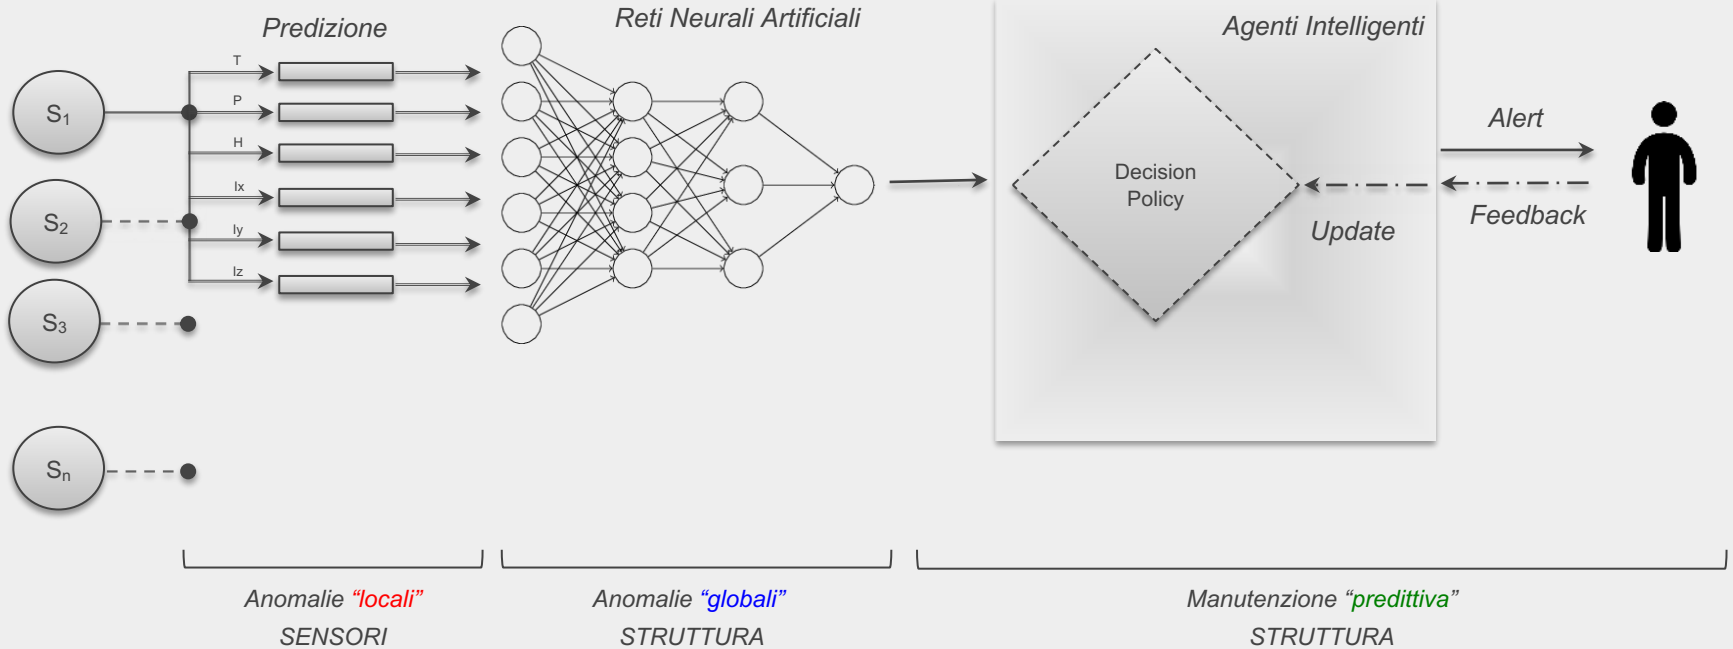 Predizione
Reti Neurali Artificiali
Agenti Intelligenti
S1
S2
S3
Sn
T
P
H
Ix
Iy
Iz
Decision
Policy
Alert
Feedback
Update
Anomalie “locali”
SENSORI
Anomalie “globali”
STRUTTURA
Manutenzione “predittiva”
STRUTTURA